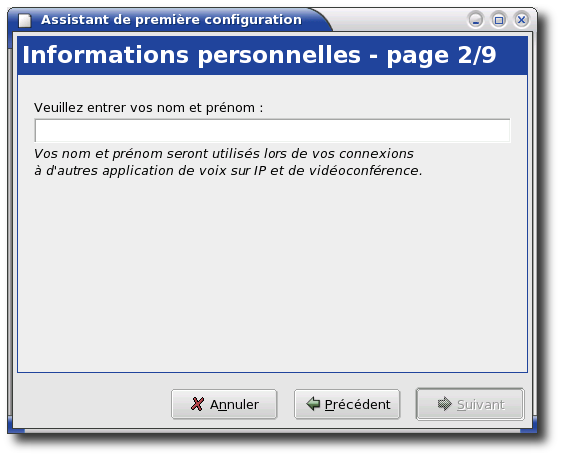 Assistant de première configuration
Informations personnelles - page 2/9
Veuillez entrer vos nom et prénom :
Vos nom et prénom seront utilisés lors de vos connexions
à d'autres application de voix sur IP et de vidéoconférence.
Annuler
Précédent
Suivant